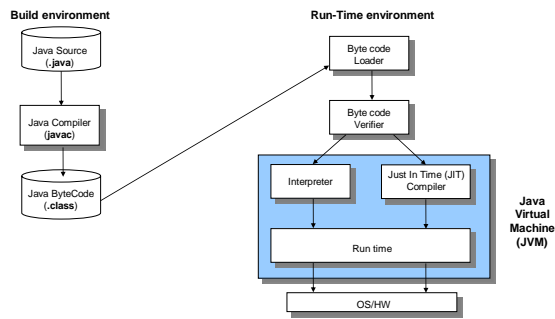 Build environment
Run-Time environment
Java Source
(.java)
Java Compiler
(javac)
Java ByteCode
(.class)
Byte code
Loader
Byte code
Verifier
Interpreter
Just In Time (JIT)
Compiler
Run time
Java
Virtual
Machine
(JVM)
OS/HW